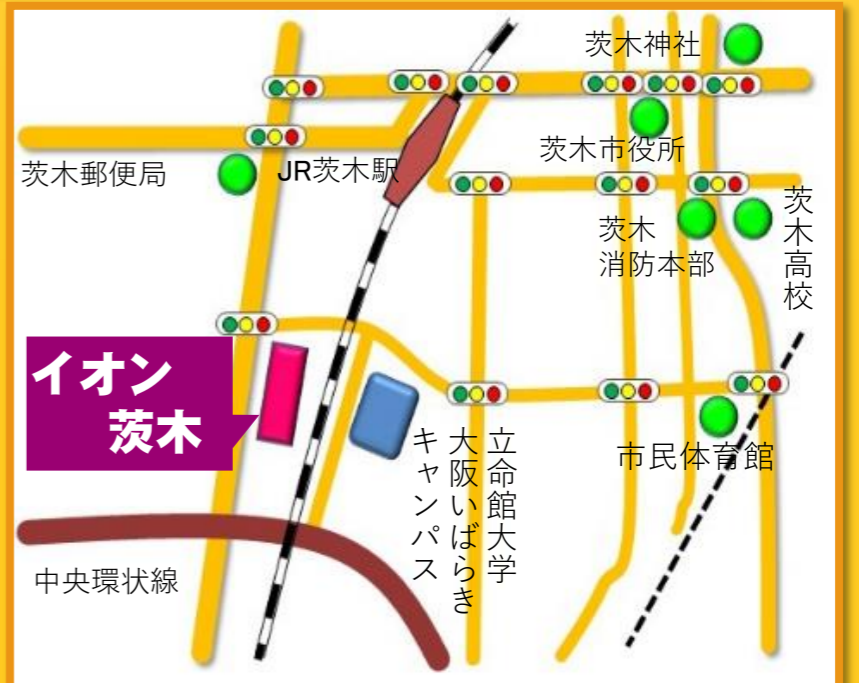 茨木神社
茨木市役所
茨木郵便局
JR茨木駅
茨木
消防本部
茨木高校
イオン
茨木
市民体育館
立命館大学
大阪いばらき
キャンパス
中央環状線